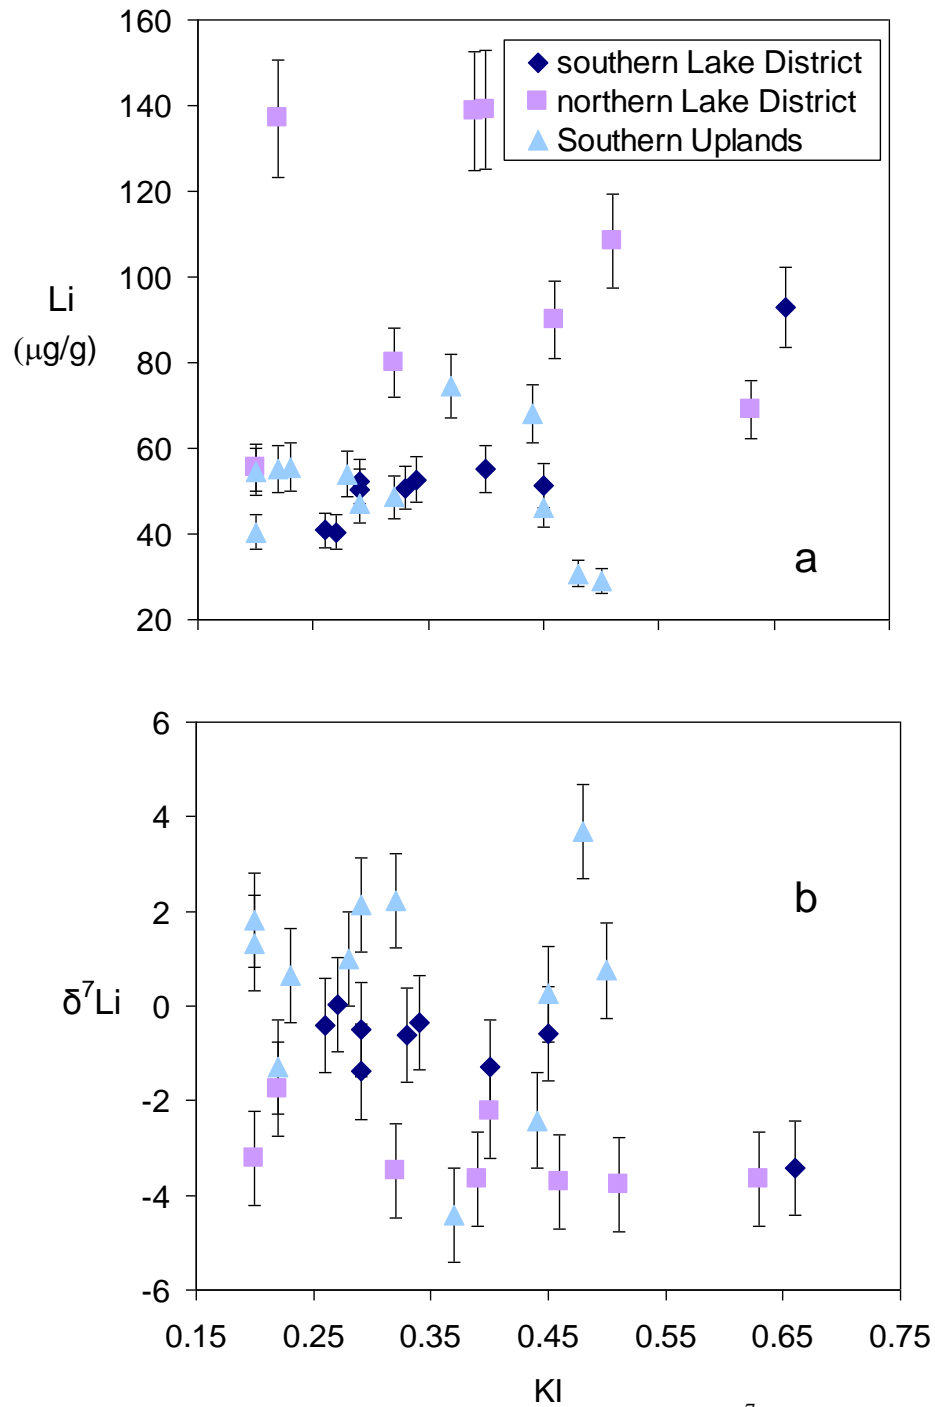 160
140
120
100
80
60
40
20
Li
(μg/g)
southern Lake District
northern Lake District
Southern Uplands
a
6
4
2
0
-2
-4
-6
δ⁷Li
b
0.15 0.25 0.35 0.45 0.55 0.65 0.75
KI
7